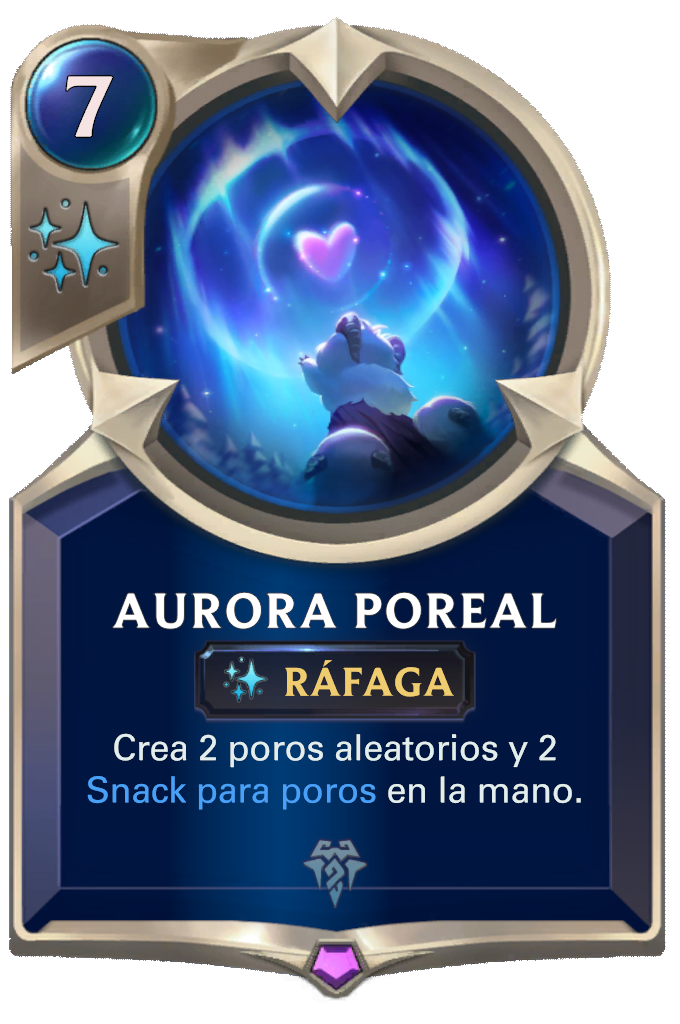 7
AURORA POREAL
RÁFAGA
Crea 2 poros aleatorios y 2
Snack para poros en la mano.